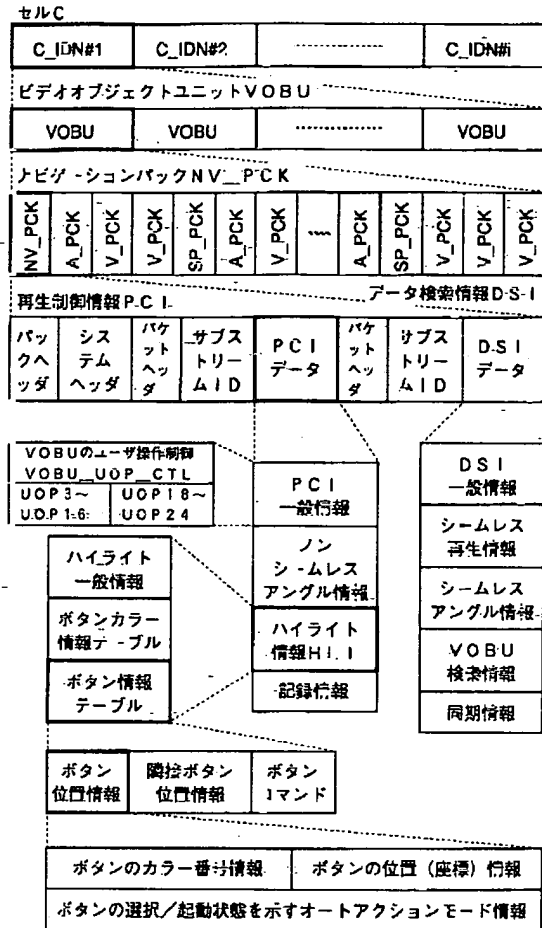 セルC
C_IDN#1 C_IDN#2 ………… C_IDN#i
ビデオオブジェクトユニットVOBU
VOBU VOBU ………… VOBU
ナビゲーションパックNV_PCK
NV_PCK A_PCK V_PCK V_PCK SP_PCK A_PCK V_PCK …… A_PCK SP_PCK V_PCK V_PCK V_PCK
再生制御情報PCI データ検索情報DSI
パックヘッダ
システムヘッダ
パケットヘッダ
サブストリームID
PCIデータ
パケットヘッダ
サブストリームID
DSIデータ
VOBUのユーザ操作制御
VOBU_UOP_CTL
UOP3~
UOP16
UOP18~
UOP24
PCI
一般情報
ノン
シームレス
アングル情報
ハイライト
情報HLI
記録情報
DSI
一般情報
シームレス
再生情報
シームレス
アングル情報
VOBU
検索情報
同期情報
ハイライト
一般情報
ボタンカラー
情報テーブル
ボタン情報
テーブル
ボタン
位置情報
隣接ボタン
位置情報
ボタン
コマンド
ボタンのカラー番号情報 ボタンの位置(座標)情報
ボタンの選択/起動状態を示すオートアクションモード情報